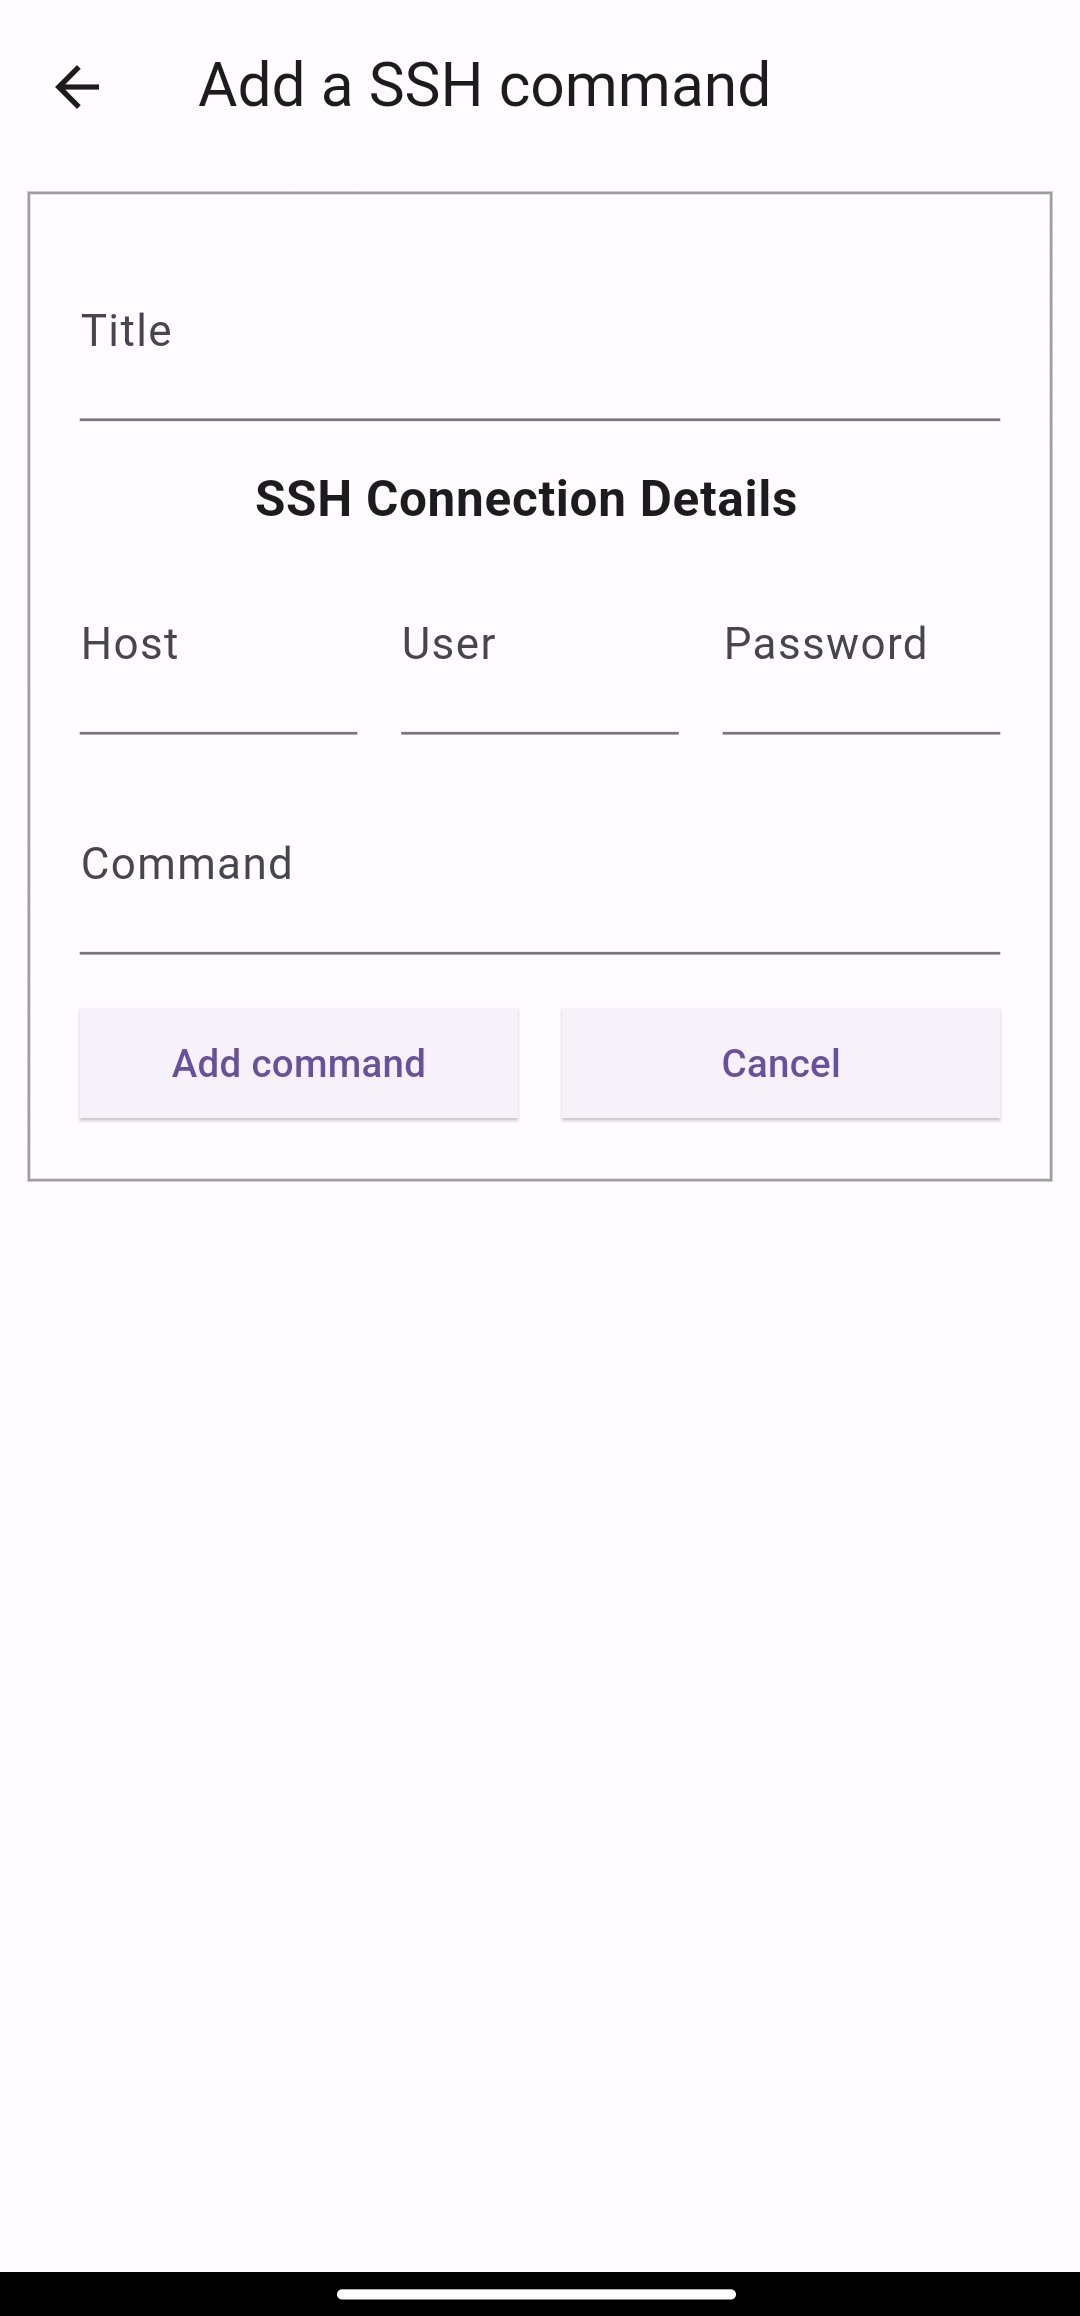 Add a SSH command
Title
SSH Connection Details
Host User Password
Command
Add command Cancel